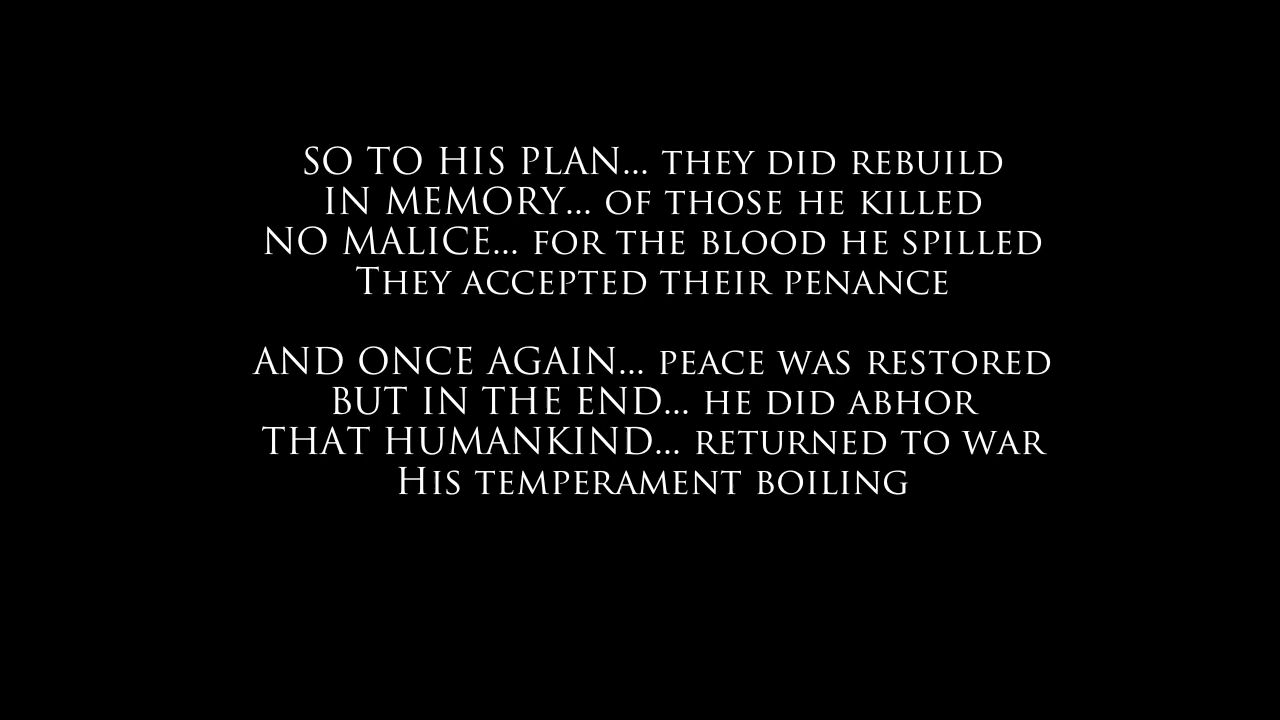 SO TO HIS PLAN... THEY DID REBUILD
IN MEMORY... OF THOSE HE KILLED
NO MALICE... FOR THE BLOOD HE SPILLED
THEY ACCEPTED THEIR PENANCE

AND ONCE AGAIN... PEACE WAS RESTORED
BUT IN THE END... HE DID ABHOR
THAT HUMANKIND... RETURNED TO WAR
HIS TEMPERAMENT BOILING